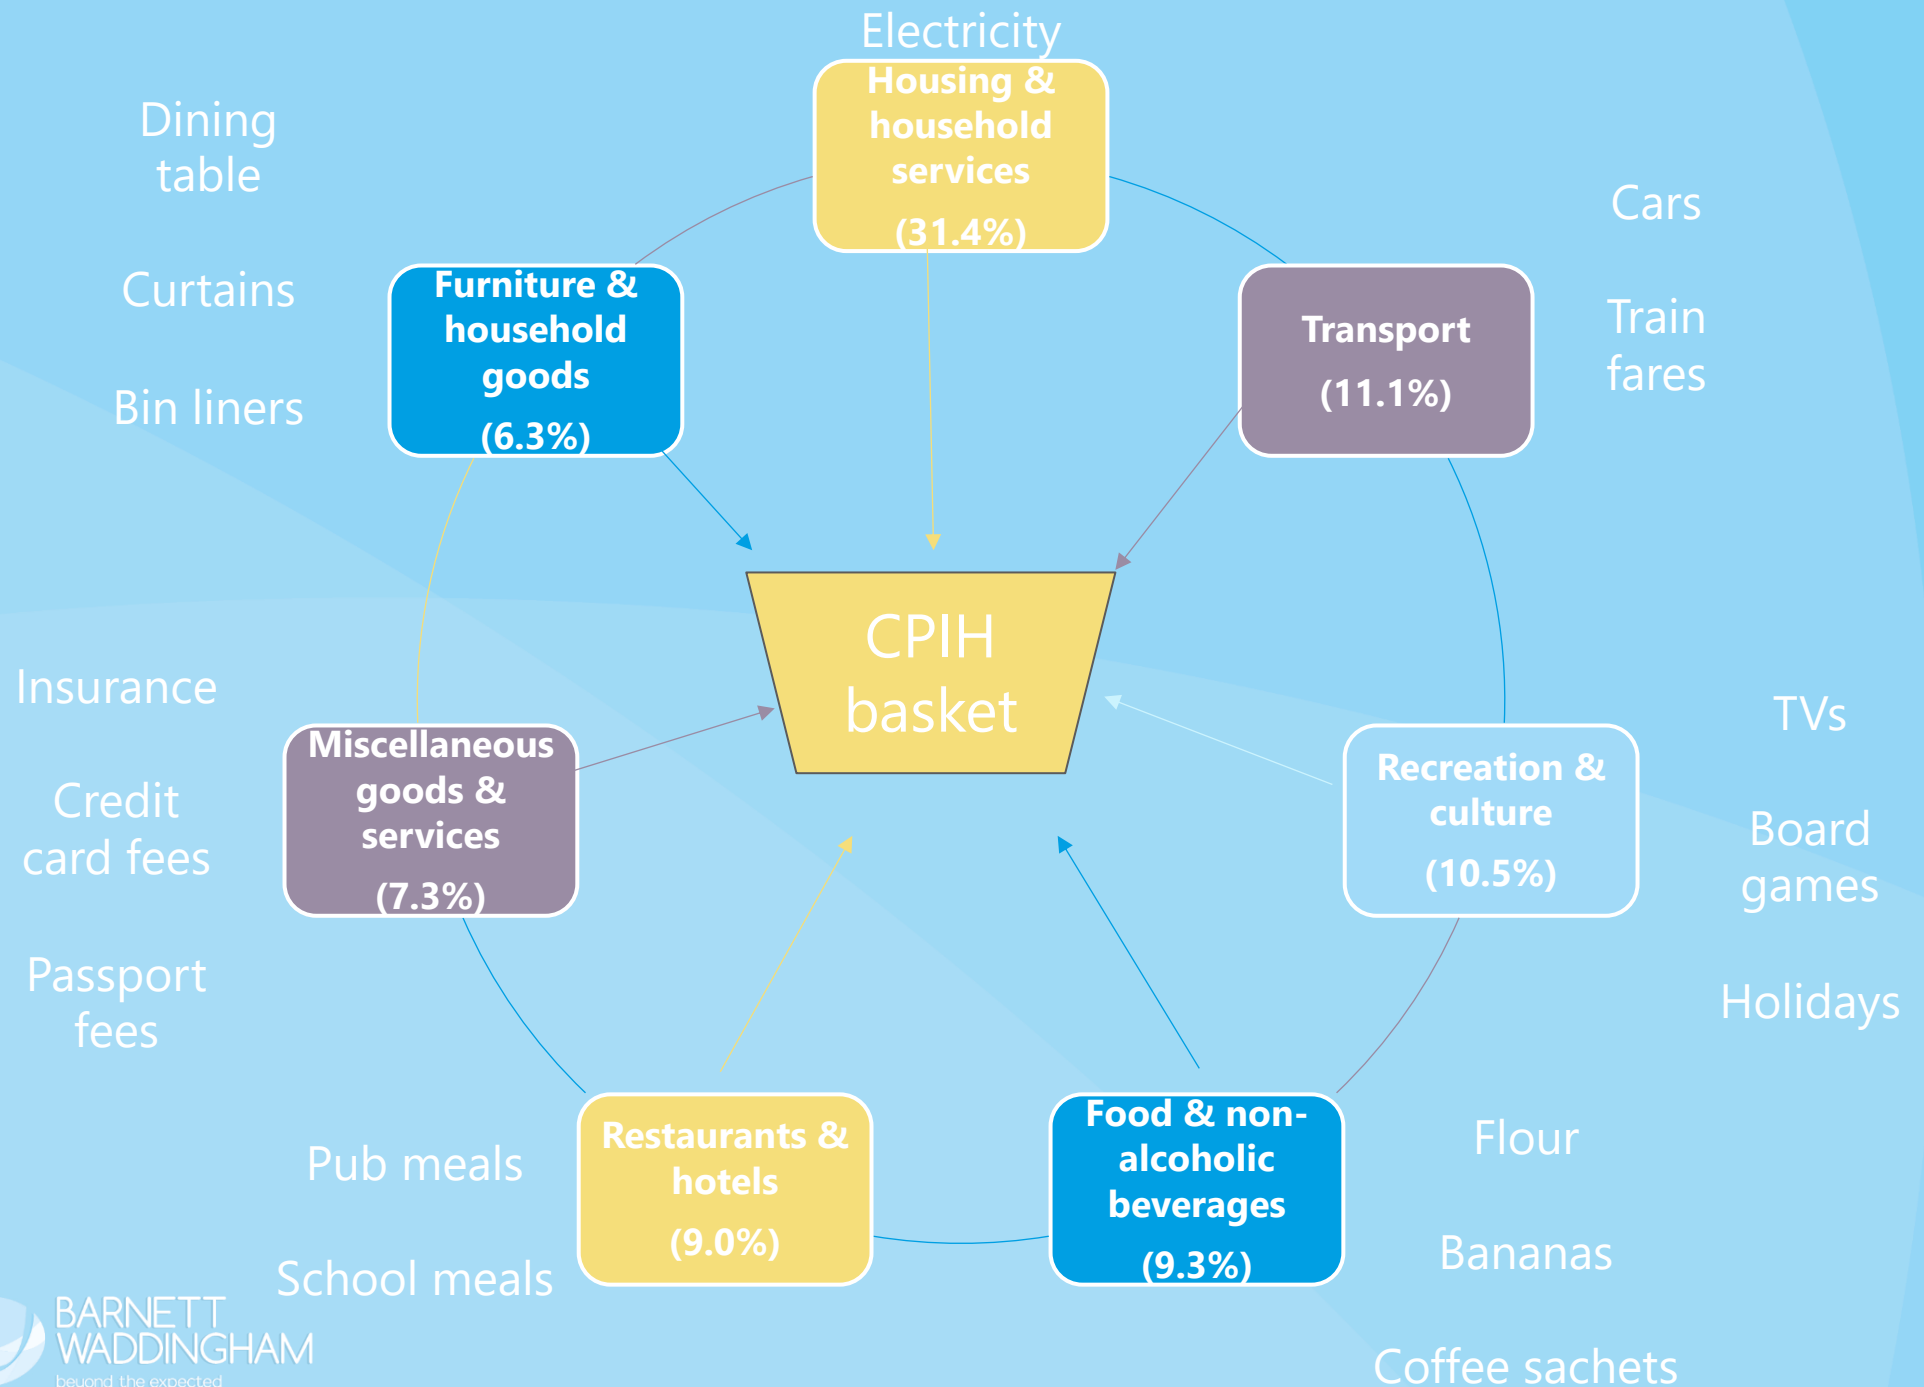 Electricity
Housing &
household
services
(31.4%)
Dining
table
Curtains
Bin liners
Furniture &
household
goods
(6.3%)
Transport
(11.1%)
Cars
Train
fares
CPIH
basket
Insurance
Credit
card fees
Passport
fees
Miscellaneous
goods &
services
(7.3%)
Recreation &
culture
(10.5%)
TVs
Board
games
Holidays
Pub meals
School meals
Restaurants &
hotels
(9.0%)
Food & non-
alcoholic
beverages
(9.3%)
Flour
Bananas
Coffee sachets
BARNETT
WADDINGHAM
beyond the expected